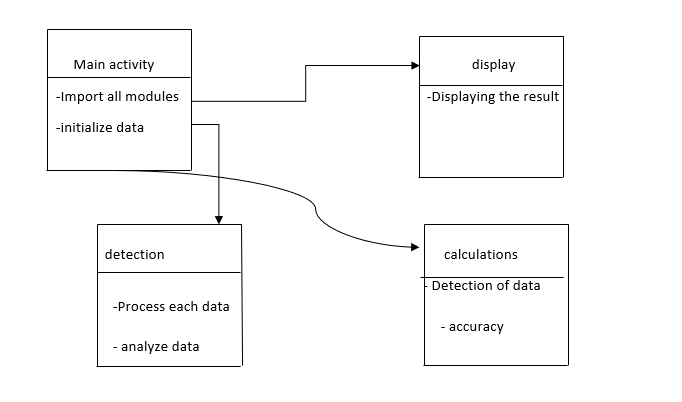 Main activity
-Import all modules
-initialize data
display
-Displaying the result
detection
-Process each data
- analyze data
calculations
- Detection of data
- accuracy